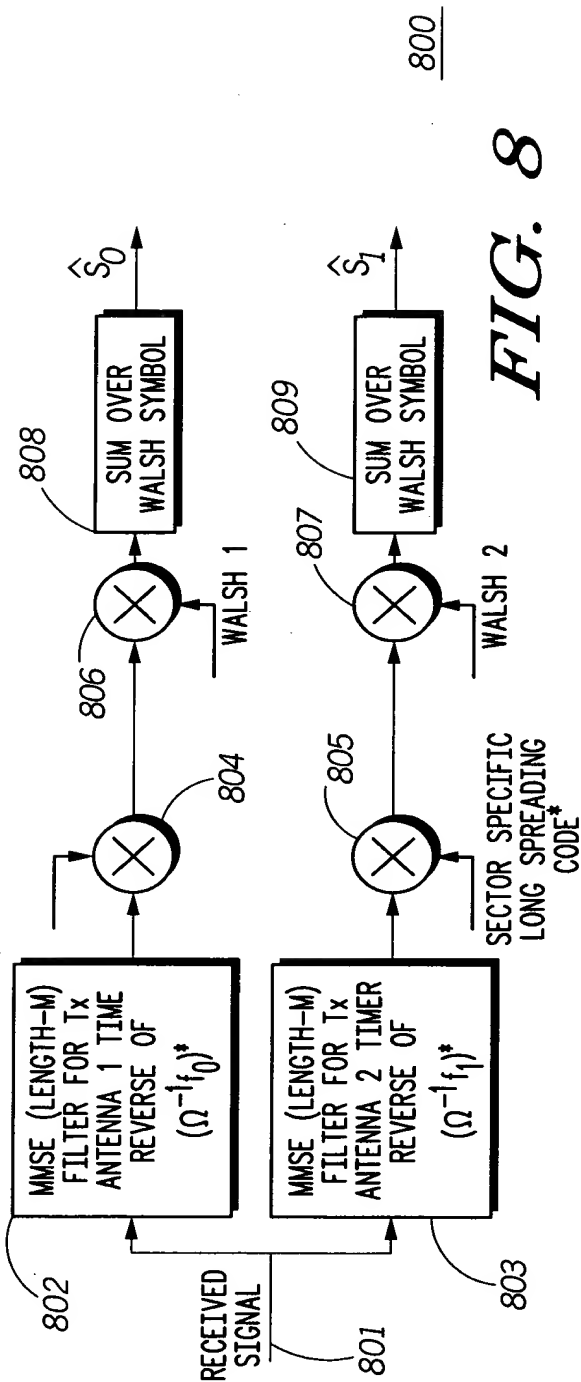 RECEIVED
SIGNAL
801
802
MMSE (LENGTH-M)
FILTER FOR Tx
ANTENNA 1 TIME
REVERSE OF
(Ω⁻¹f₀)*
804
806
WALSH 1
808
SUM OVER
WALSH SYMBOL
Ŝ₀
803
MMSE (LENGTH-M)
FILTER FOR Tx
ANTENNA 2 TIMER
REVERSE OF
(Ω⁻¹f₁)*
805
SECTOR SPECIFIC
LONG SPREADING
CODE*
807
WALSH 2
809
SUM OVER
WALSH SYMBOL
Ŝ₁
800
FIG. 8